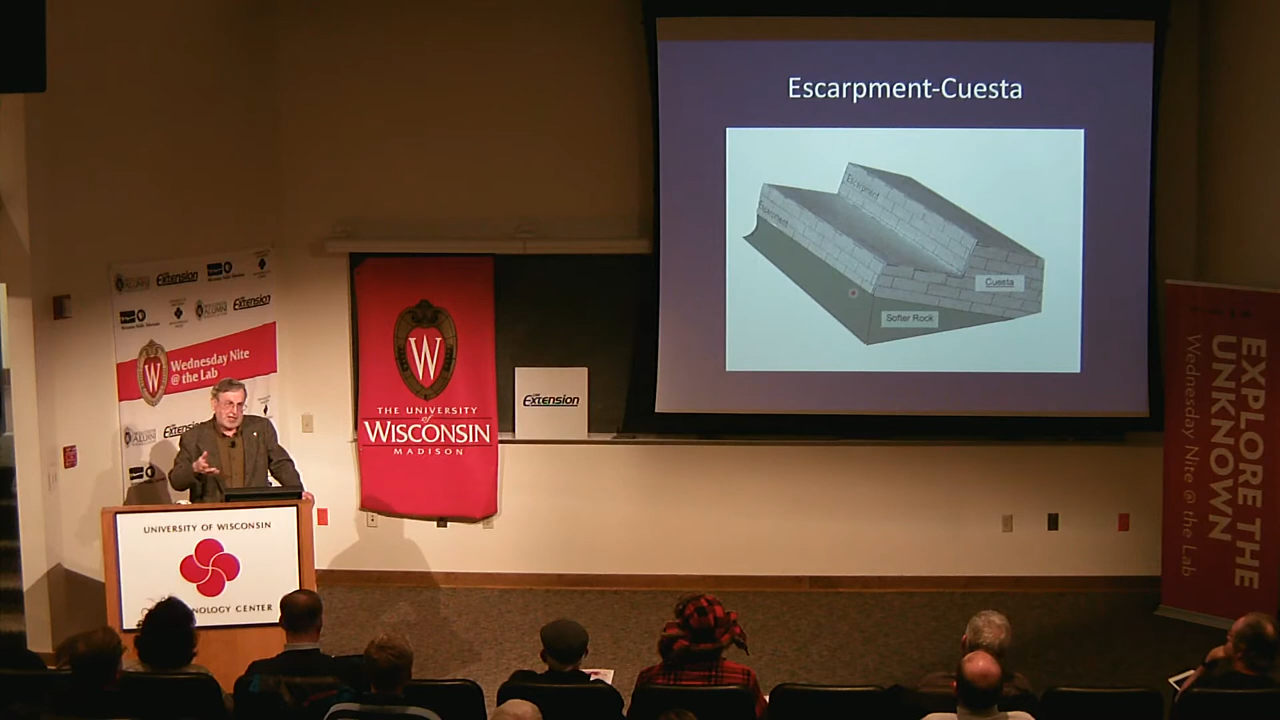 Escarpment-Cuesta
Escarpment
Escarpment
Cuesta
Softer Rock
Extension
Extension
Wednesday Nite
@ the Lab
W
THE UNIVERSITY
of
WISCONSIN
MADISON
Extension
UNIVERSITY OF WISCONSIN
NOLOGY CENTER
EXPLORE THE
UNKNOWN
Wednesday Nite @ the Lab